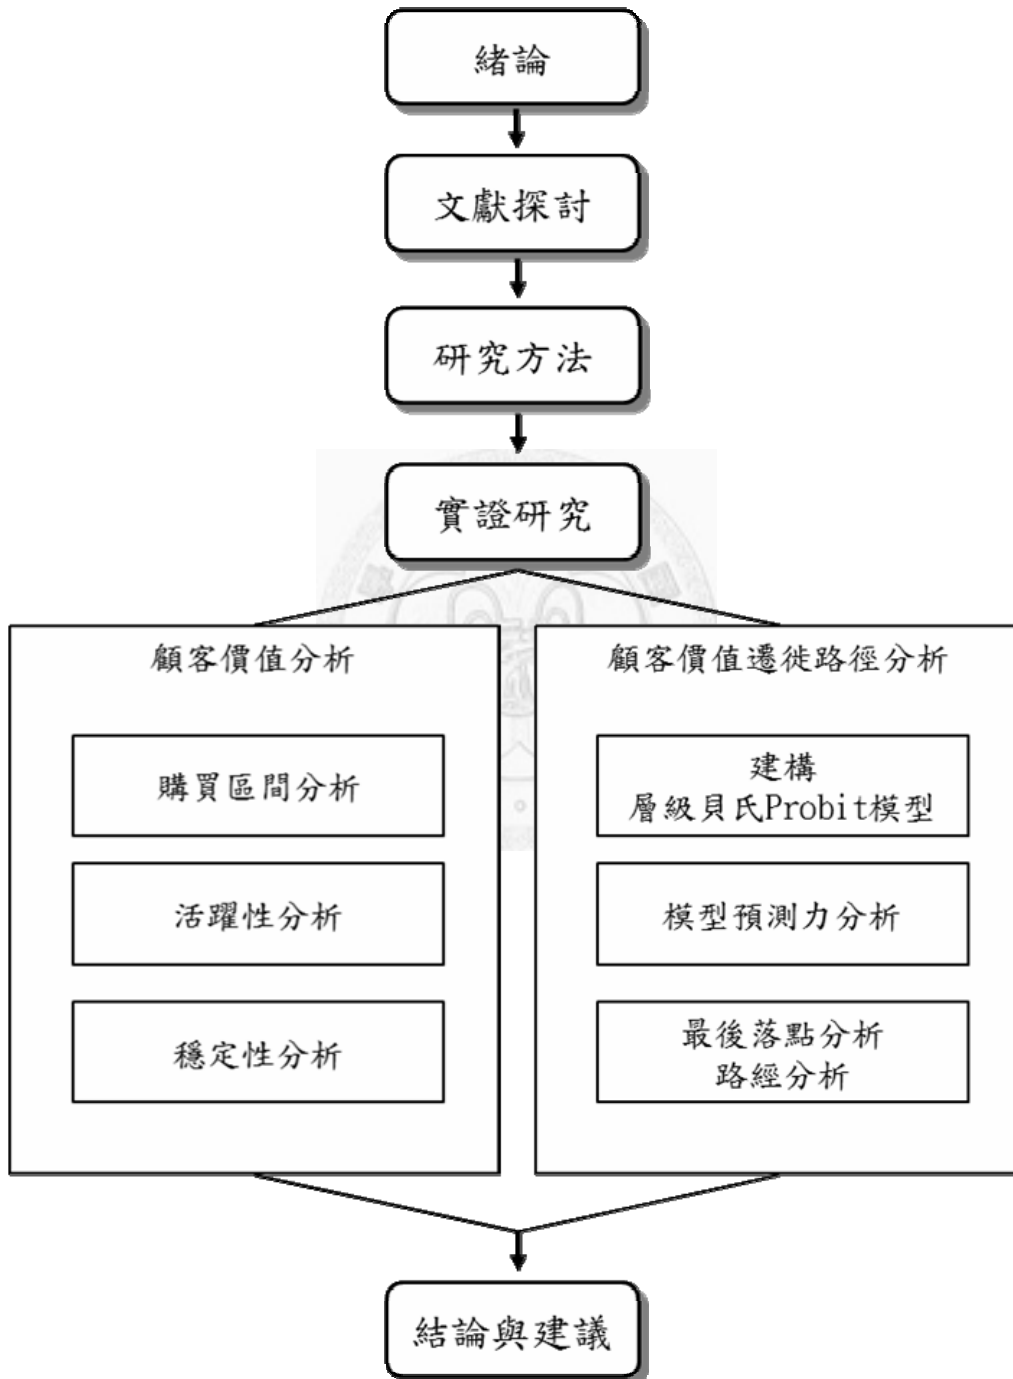 緒論
文獻探討
研究方法
實證研究
顧客價值分析
購買區間分析
活躍性分析
穩定性分析
顧客價值遷徙路徑分析
建構
層級貝氏Probit模型
模型預測力分析
最後落點分析
路經分析
結論與建議